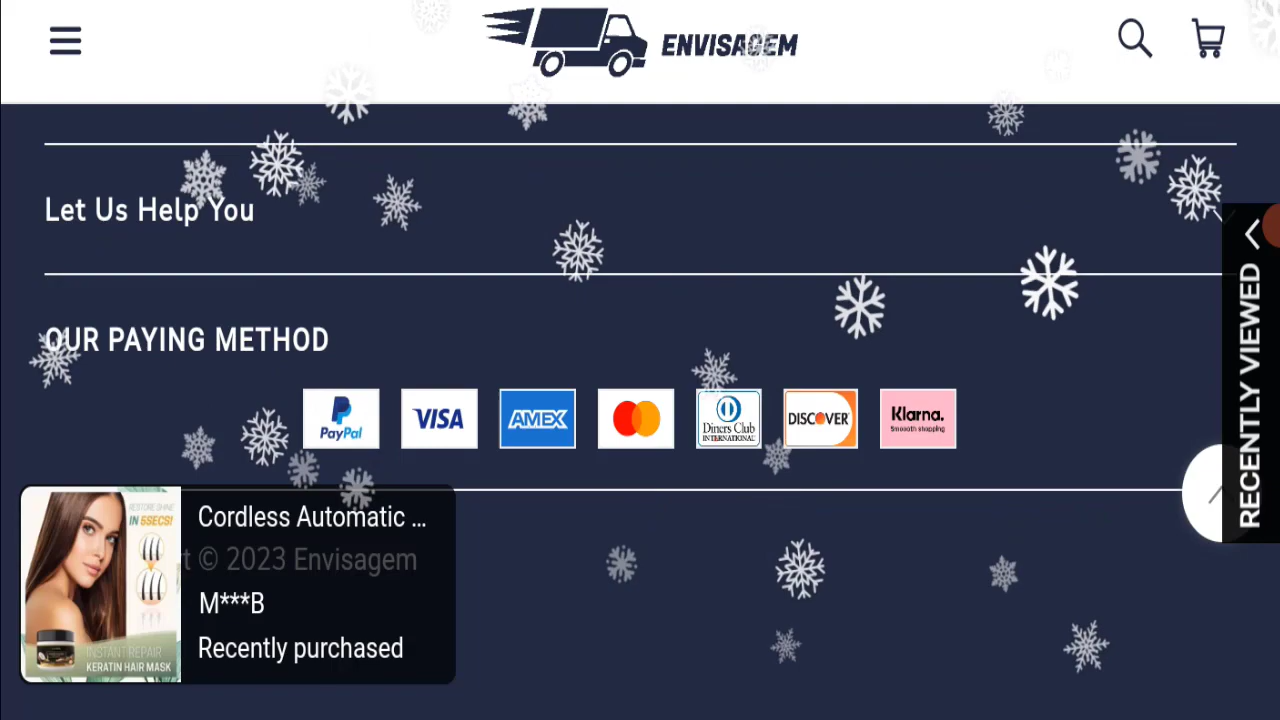 ENVISAGEM
Let Us Help You
RECENTLY VIEWED
OUR PAYING METHOD
PayPal
VISA
AMEX
Diners Club
INTERNATIONAL
DISCOVER
Klarna.
Smooth shopping
RESTORE SHINE
IN 5SECS!
Cordless Automatic ...
t © 2023 Envisagem
M***B
Recently purchased
INSTANT REPAIR
KERATIN HAIR MASK